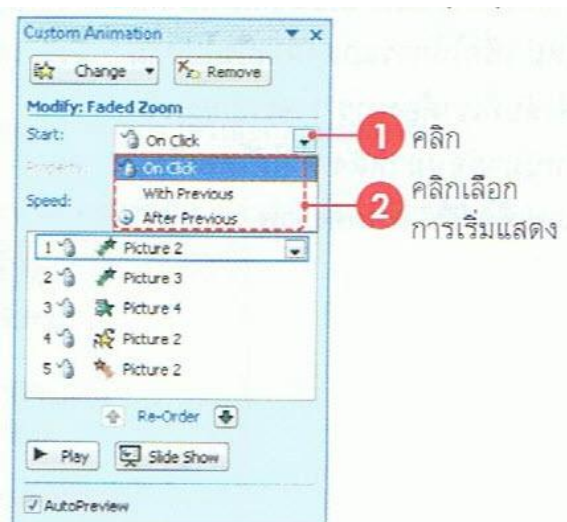 Custom Animation
Change
Remove
Modify: Faded Zoom
Start:
On Click
1 คลิก
Property:
On Click
With Previous
Speed:
After Previous
2 คลิกเลือก
การเริ่มแสดง
1 Picture 2
2 Picture 3
3 Picture 4
4 Picture 2
5 Picture 2
Re-Order
Play
Slide Show
AutoPreview